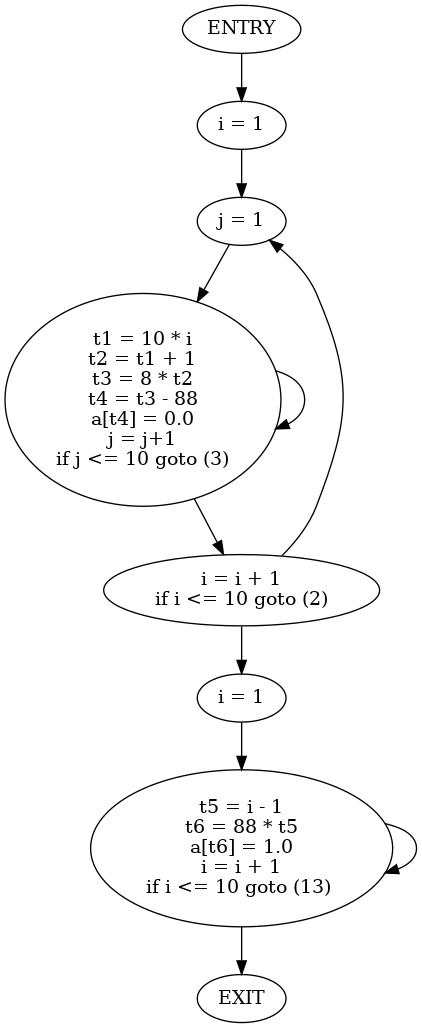 ENTRY
i = 1
j = 1
t1 = 10 * i
t2 = t1 + 1
t3 = 8 * t2
t4 = t3 - 88
a[t4] = 0.0
j = j+1
if j <= 10 goto (3)
i = i + 1
if i <= 10 goto (2)
i = 1
t5 = i - 1
t6 = 88 * t5
a[t6] = 1.0
i = i + 1
if i <= 10 goto (13)
EXIT